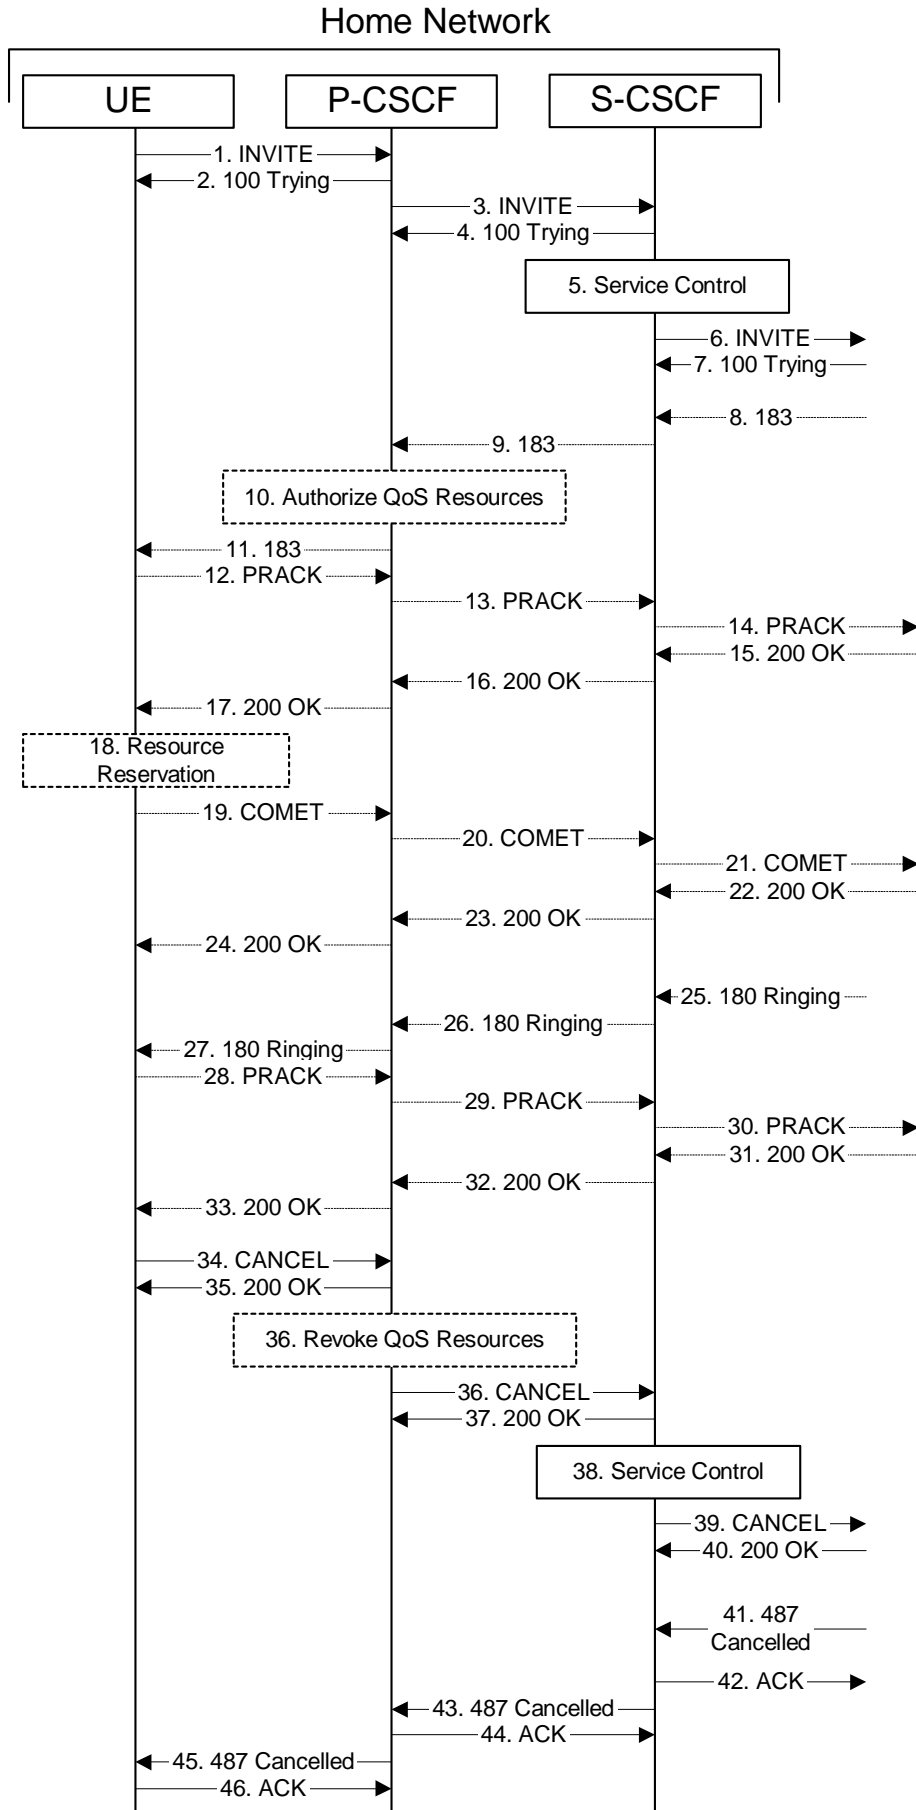 Home Network
UE
P-CSCF
S-CSCF
1. INVITE
2. 100 Trying
3. INVITE
4. 100 Trying
5. Service Control
6. INVITE
7. 100 Trying
8. 183
9. 183
10. Authorize QoS Resources
11. 183
12. PRACK
13. PRACK
14. PRACK
15. 200 OK
16. 200 OK
17. 200 OK
18. Resource
Reservation
19. COMET
20. COMET
21. COMET
22. 200 OK
23. 200 OK
24. 200 OK
25. 180 Ringing
26. 180 Ringing
27. 180 Ringing
28. PRACK
29. PRACK
30. PRACK
31. 200 OK
32. 200 OK
33. 200 OK
34. CANCEL
35. 200 OK
36. Revoke QoS Resources
36. CANCEL
37. 200 OK
38. Service Control
39. CANCEL
40. 200 OK
41. 487
Cancelled
42. ACK
43. 487 Cancelled
44. ACK
45. 487 Cancelled
46. ACK